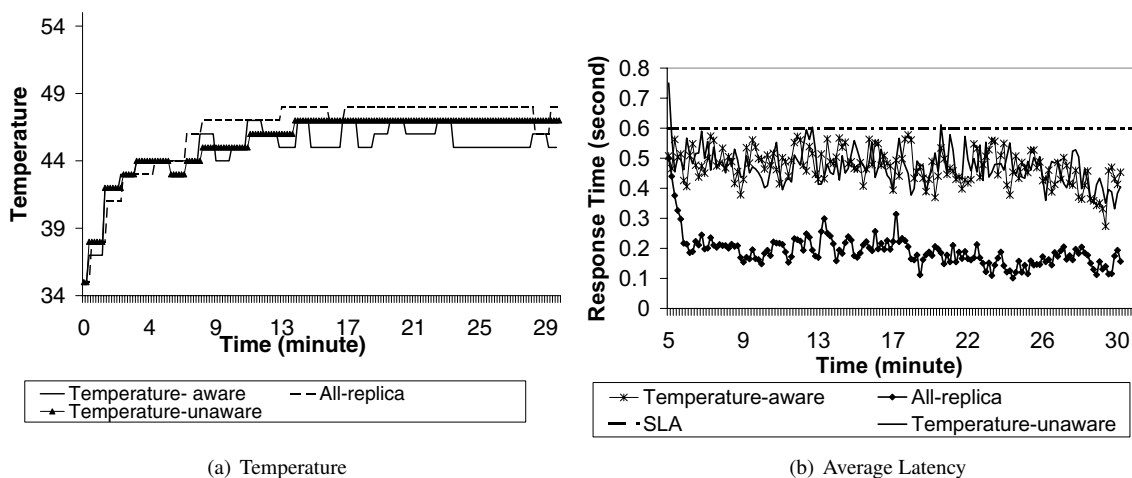 54
49
44
39
34
Temperature
0 4 9 13 17 21 25 29
Time (minute)
Temperature- aware All-replica
Temperature-unaware
(a) Temperature
0.8
0.7
0.6
0.5
0.4
0.3
0.2
0.1
0
Response Time (second)
5 9 13 17 22 26 30
Time (minute)
Temperature-aware All-replica
SLA Temperature-unaware
(b) Average Latency